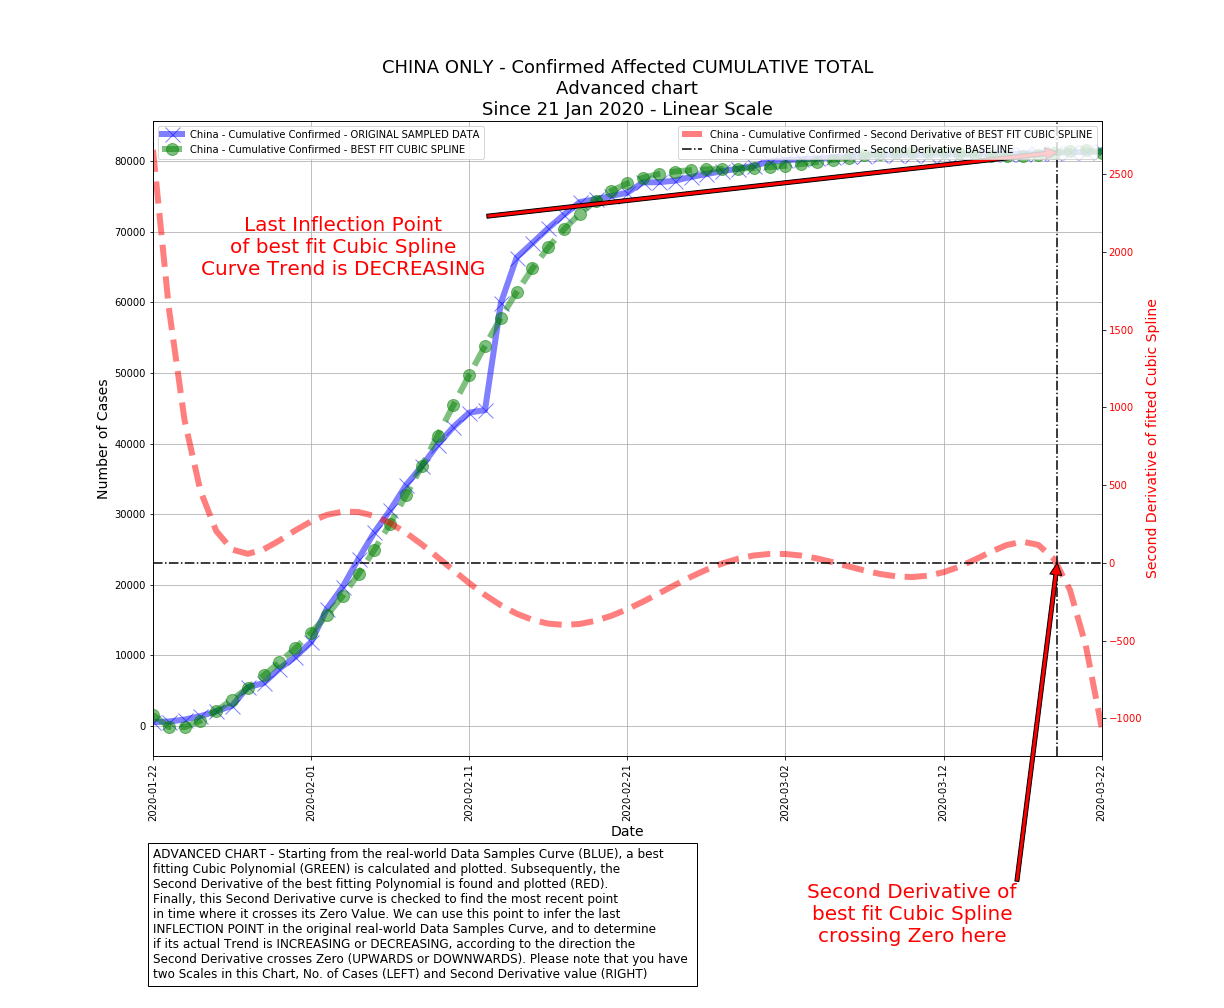 CHINA ONLY - Confirmed Affected CUMULATIVE TOTAL
Advanced chart
Since 21 Jan 2020 - Linear Scale
China - Cumulative Confirmed - ORIGINAL SAMPLED DATA
China - Cumulative Confirmed - BEST FIT CUBIC SPLINE
China - Cumulative Confirmed - Second Derivative of BEST FIT CUBIC SPLINE
China - Cumulative Confirmed - Second Derivative BASELINE
Last Inflection Point
of best fit Cubic Spline
Curve Trend is DECREASING
Number of Cases
80000
70000
60000
50000
40000
30000
20000
10000
0
2500
2000
1500
1000
500
0
−500
−1000
Second Derivative of fitted Cubic Spline
2020-01-22
2020-02-01
2020-02-11
2020-02-21
2020-03-02
2020-03-12
2020-03-22
Date
ADVANCED CHART - Starting from the real-world Data Samples Curve (BLUE), a best
fitting Cubic Polynomial (GREEN) is calculated and plotted. Subsequently, the
Second Derivative of the best fitting Polynomial is found and plotted (RED).
Finally, this Second Derivative curve is checked to find the most recent point
in time where it crosses its Zero Value. We can use this point to infer the last
INFLECTION POINT in the original real-world Data Samples Curve, and to determine
if its actual Trend is INCREASING or DECREASING, according to the direction the
Second Derivative crosses Zero (UPWARDS or DOWNWARDS). Please note that you have
two Scales in this Chart, No. of Cases (LEFT) and Second Derivative value (RIGHT)
Second Derivative of
best fit Cubic Spline
crossing Zero here